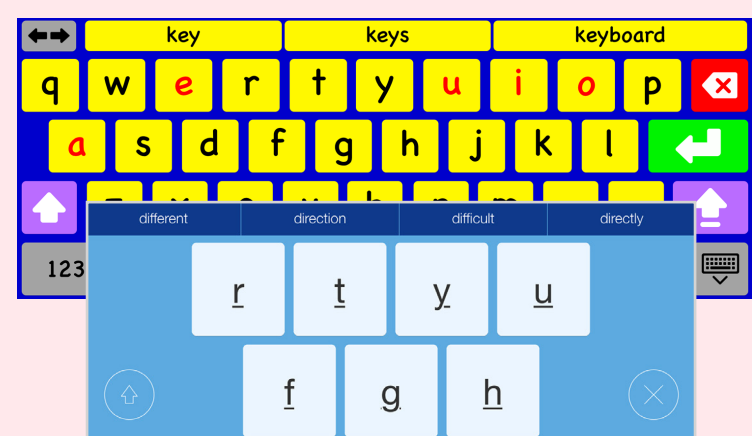 key keys keyboard
q w e r t y u i o p
a s d f g h j k l
different direction difficult directly
123
r t y u
f g h